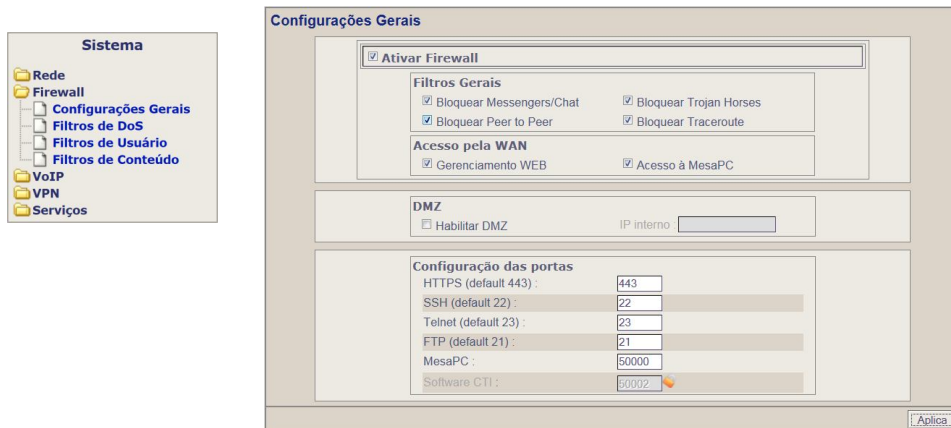 Sistema
Rede
Firewall
Configurações Gerais
Filtros de DoS
Filtros de Usuário
Filtros de Conteúdo
VoIP
VPN
Serviços
Configurações Gerais
Ativar Firewall
Filtros Gerais
Bloquear Messengers/Chat Bloquear Trojan Horses
Bloquear Peer to Peer Bloquear Traceroute
Acesso pela WAN
Gerenciamento WEB Acesso à MesaPC
DMZ
Habilitar DMZ IP interno :
Configuração das portas
HTTPS (default 443) : 443
SSH (default 22) : 22
Telnet (default 23) : 23
FTP (default 21) : 21
MesaPC : 50000
Software CTI : 50002
Aplica